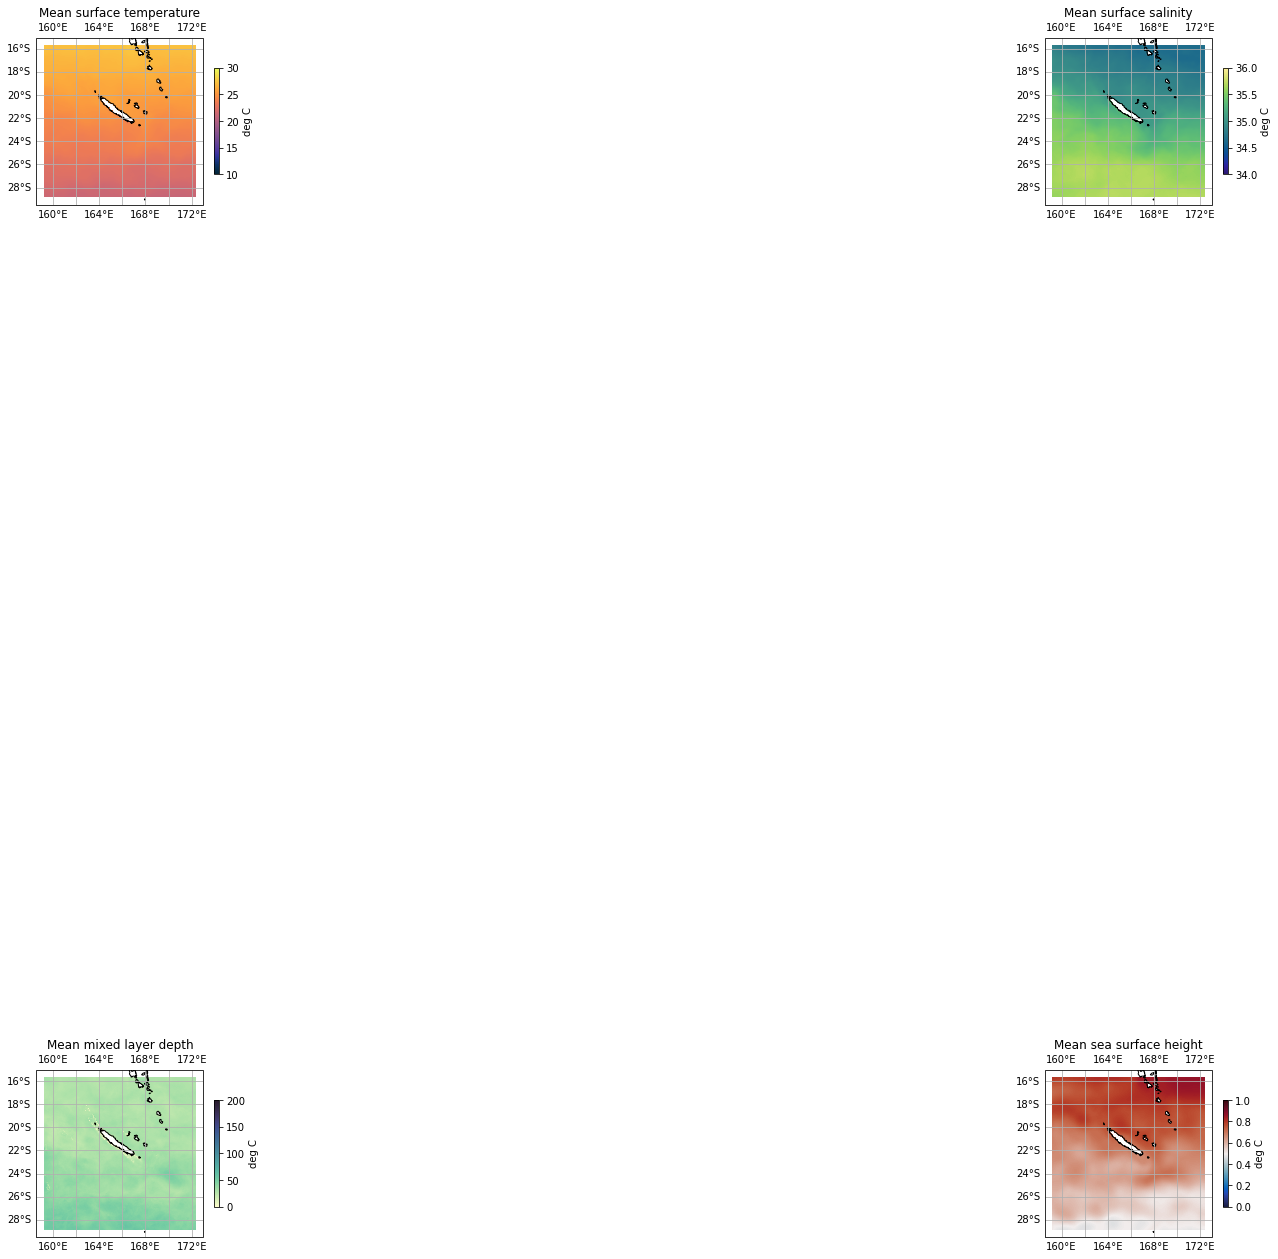 Mean surface temperature
160°E 164°E 168°E 172°E
16°S
18°S
20°S
22°S
24°S
26°S
28°S
160°E 164°E 168°E 172°E
30
25
20
15
10
deg C
Mean surface salinity
160°E 164°E 168°E 172°E
16°S
18°S
20°S
22°S
24°S
26°S
28°S
160°E 164°E 168°E 172°E
36.0
35.5
35.0
34.5
34.0
deg C
Mean mixed layer depth
160°E 164°E 168°E 172°E
16°S
18°S
20°S
22°S
24°S
26°S
28°S
160°E 164°E 168°E 172°E
200
150
100
50
0
deg C
Mean sea surface height
160°E 164°E 168°E 172°E
16°S
18°S
20°S
22°S
24°S
26°S
28°S
160°E 164°E 168°E 172°E
1.0
0.8
0.6
0.4
0.2
0.0
deg C